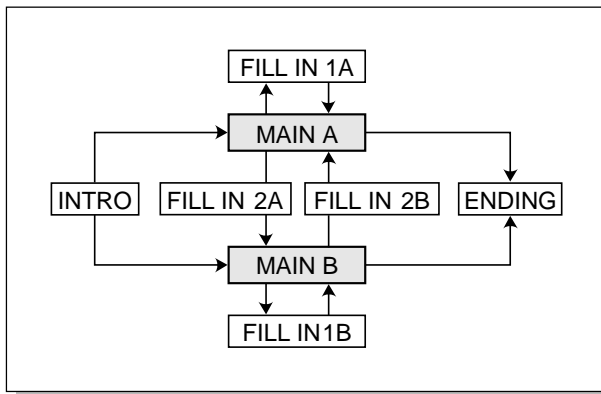 FILL IN 1A
MAIN A
INTRO
FILL IN 2A
FILL IN 2B
ENDING
MAIN B
FILL IN1B